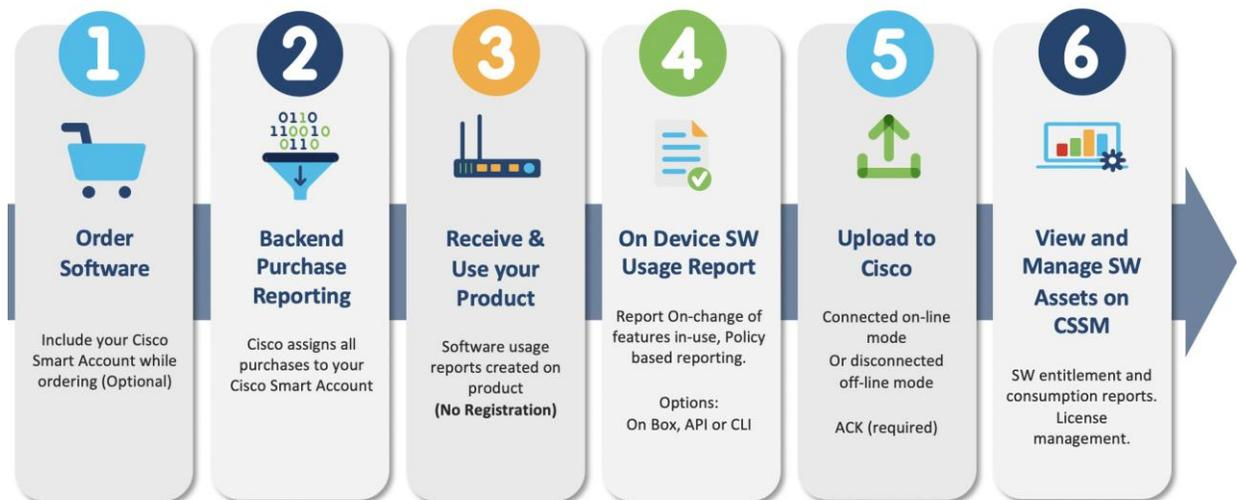 1
Order
Software
Include your Cisco
Smart Account while
ordering (Optional)
2
0110
110010
0110
Backend
Purchase
Reporting
Cisco assigns all
purchases to your
Cisco Smart Account
3
Receive &
Use your
Product
Software usage
reports created on
product
(No Registration)
4
On Device SW
Usage Report
Report On-change of
features in-use, Policy
based reporting.
Options:
On Box, API or CLI
5
Upload to
Cisco
Connected on-line
mode
Or disconnected
off-line mode
ACK (required)
6
View and
Manage SW
Assets on
CSSM
SW entitlement and
consumption reports.
License
management.